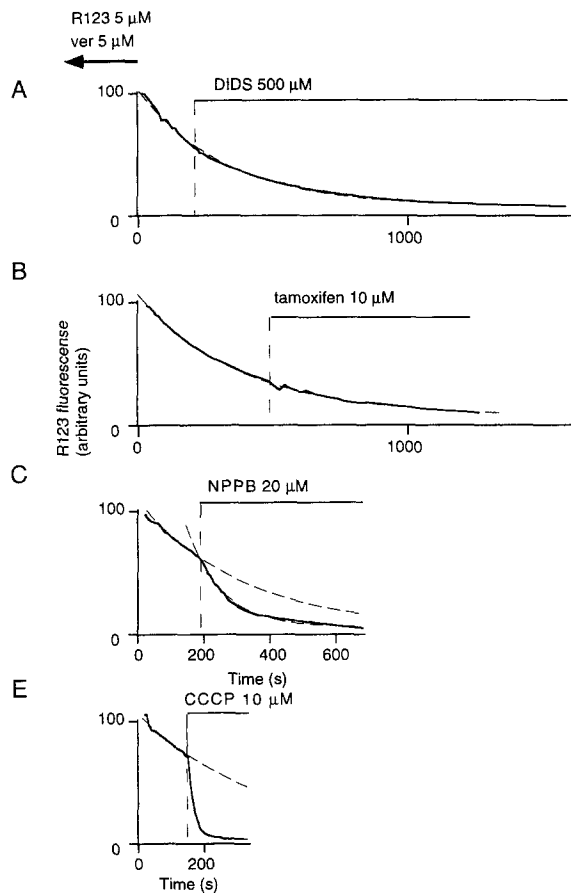 R123 5 μM
ver 5 μM
A
DIDS 500 μM
100
0
0
1000
B
tamoxifen 10 μM
100
0
0
1000
R123 fluorescense
(arbitrary units)
C
NPPB 20 μM
100
0
0
200
400
600
Time (s)
E
CCCP 10 μM
100
0
0
200
Time (s)